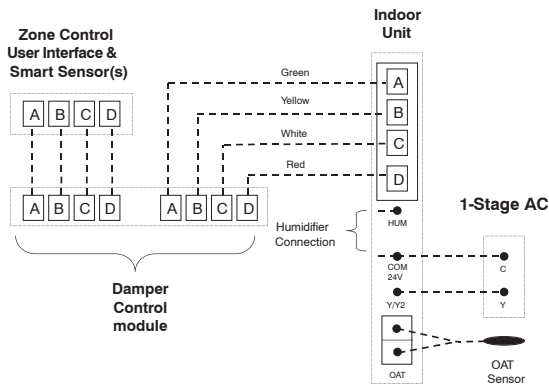 Indoor
Unit
Zone Control
User Interface &
Smart Sensor(s)
A B C D
Green
Yellow
White
Red
A
B
C
D
A B C D
A B C D
Humidifier
Connection
HUM
1-Stage AC
COM
24V
C
Y/Y2
Y
Damper
Control
module
OAT
OAT
Sensor